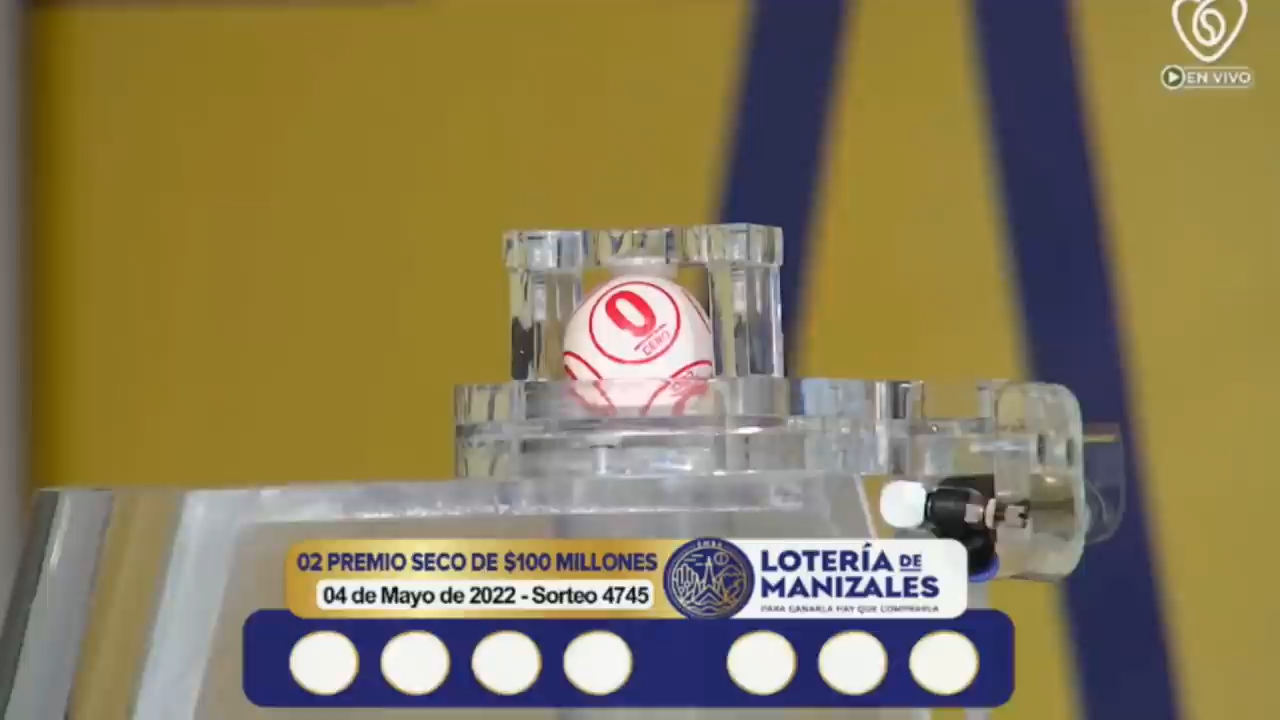 EN VIVO
0
CERO
02 PREMIO SECO DE $100 MILLONES
04 de Mayo de 2022 - Sorteo 4745
LOTERÍA DE
MANIZALES
PARA GANARLA HAY QUE COMPRARLA